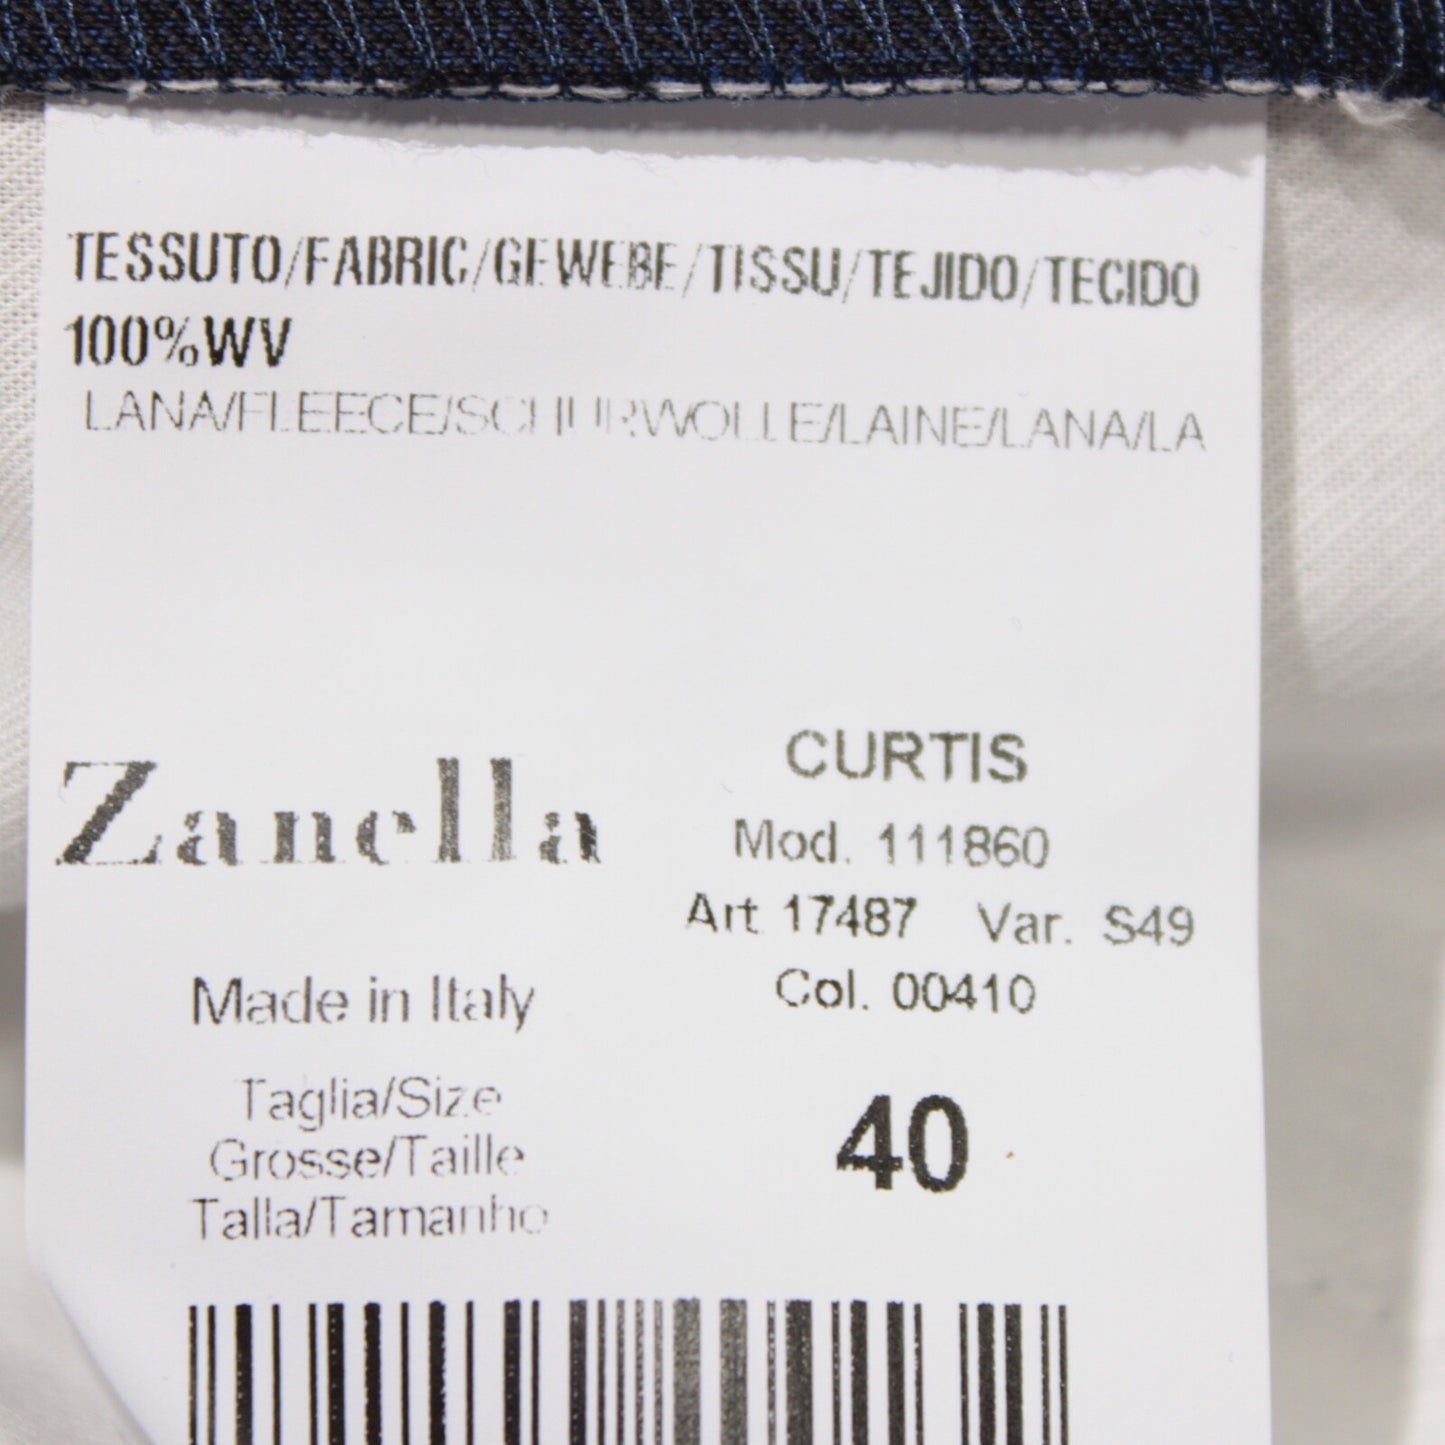 TESSUTO/FABRIC/GEWEBE/TISSU/TEJIDO/TECIDO
100%WV
LANA/FLEECE/SCHURWOLLE/LAINE/LANA/LA
Zanella
Made in Italy
CURTIS
Mod. 111860
Art 17487 Var. S49
Col. 00410
Taglia/Size
Grosse/Taille
Talla/Tamanho
40